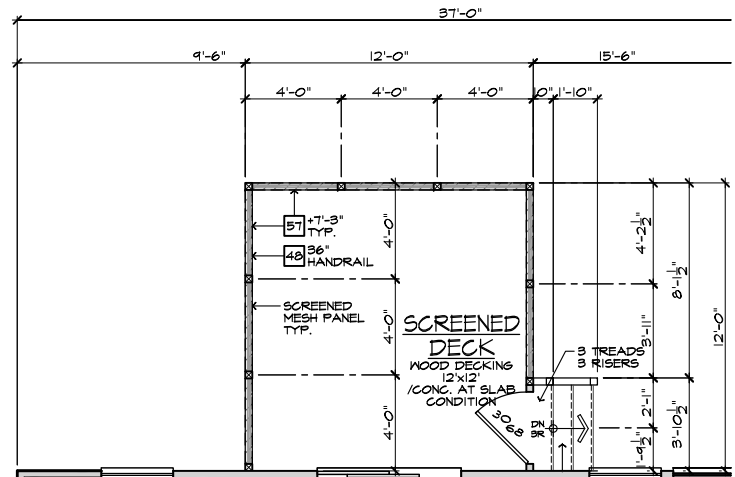 37'-0"
9'-6"
12'-0"
15'-6"
4'-0"
4'-0"
4'-0"
1'-10"
57
+7'-3"
TYP.
48
36"
HANDRAIL
SCREENED
MESH PANEL
TYP.
4'-0"
4'-0"
4'-0"
SCREENED
DECK
WOOD DECKING
12'x12'
/CONC. AT SLAB
CONDITION
3 TREADS
3 RISERS
3068
DN
3R
4'-2½"
3'-11"
2'-1"
1'-9½"
8'-1½"
3'-10½"
12'-0"